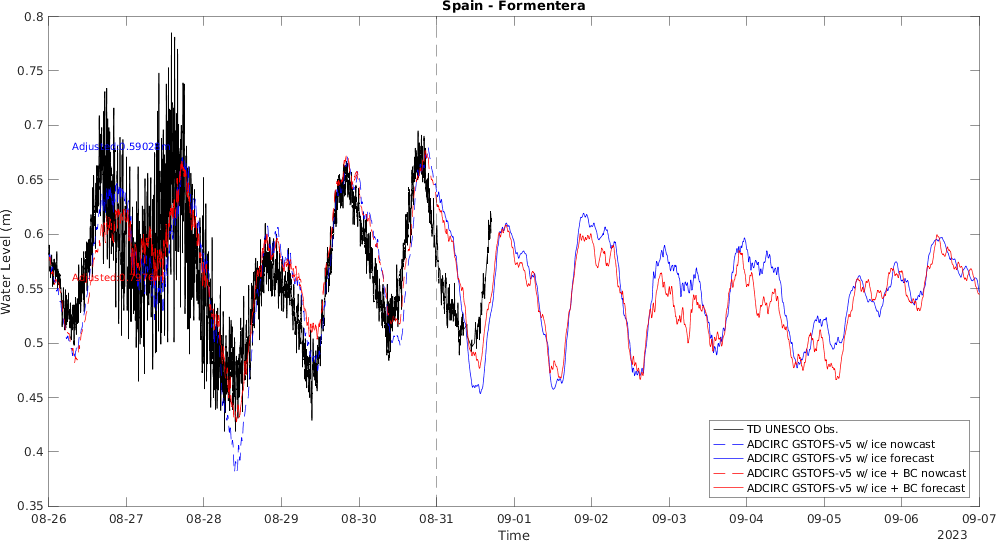 Spain - Formentera
0.8
0.75
0.7
0.65
0.6
0.55
0.5
0.45
0.4
0.35
Water Level (m)
Adjusted:0.59028m
Adjusted:
TD UNESCO Obs.
ADCIRC GSTOFS-v5 w/ ice nowcast
ADCIRC GSTOFS-v5 w/ ice forecast
ADCIRC GSTOFS-v5 w/ ice + BC nowcast
ADCIRC GSTOFS-v5 w/ ice + BC forecast
08-26 08-27 08-28 08-29 08-30 08-31 09-01 09-02 09-03 09-04 09-05 09-06 09-07
Time
2023